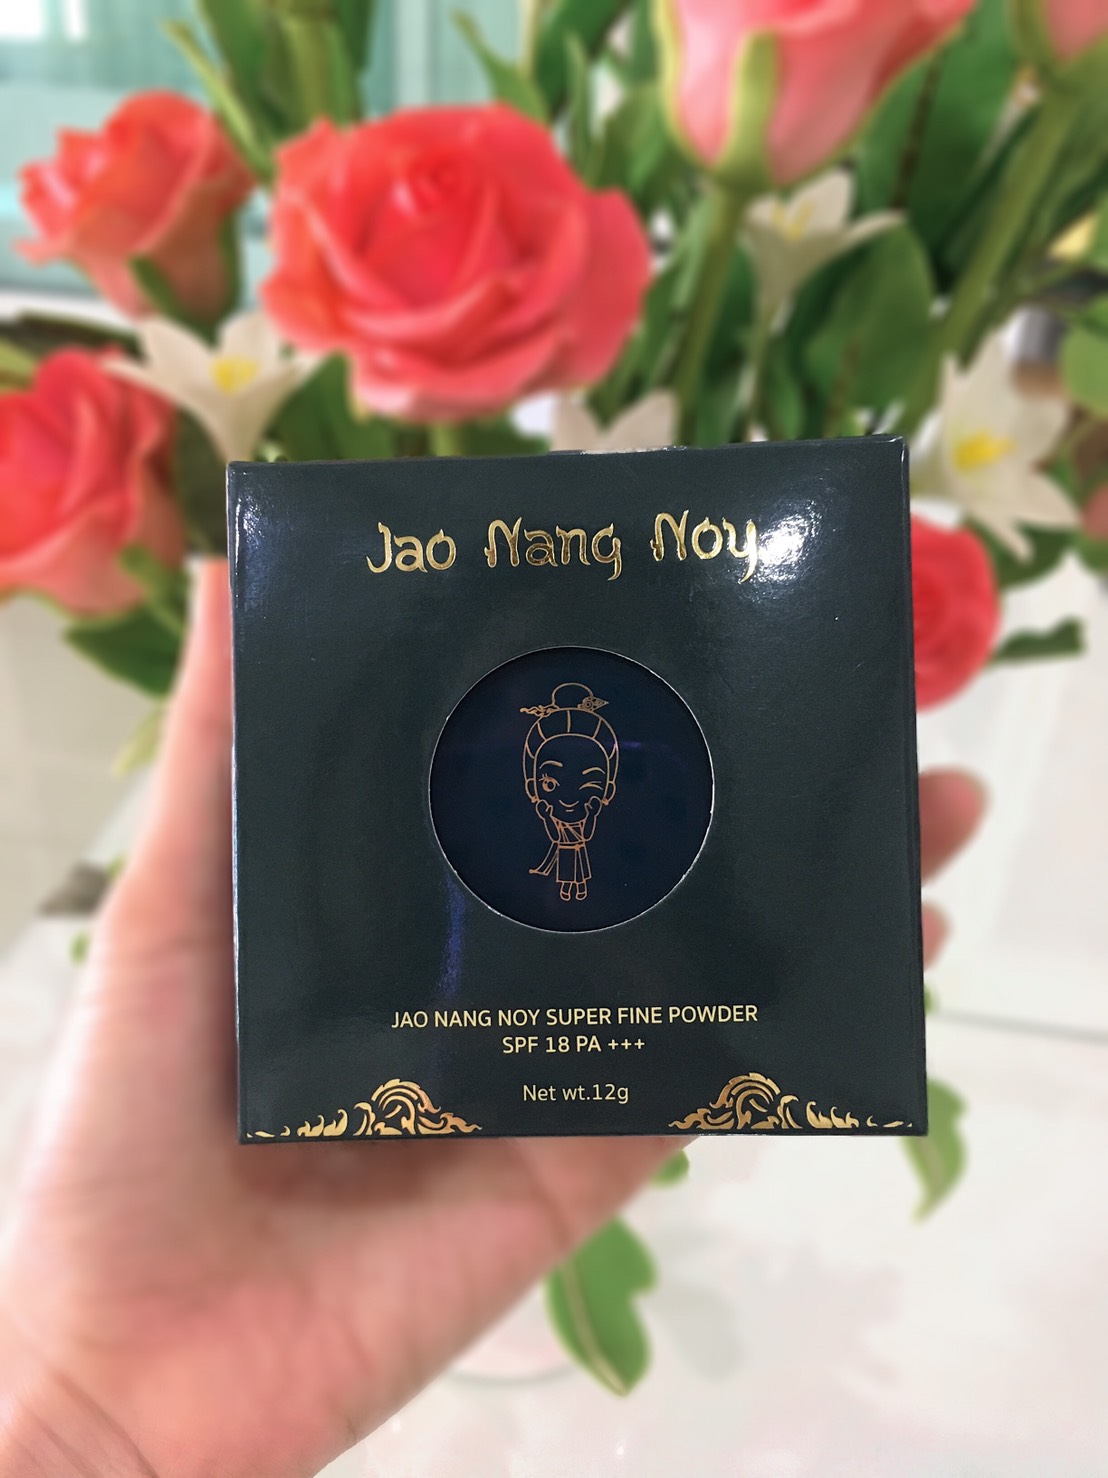 Jao Nang Noy
JAO NANG NOY SUPER FINE POWDER
SPF 18 PA +++
Net wt.12g